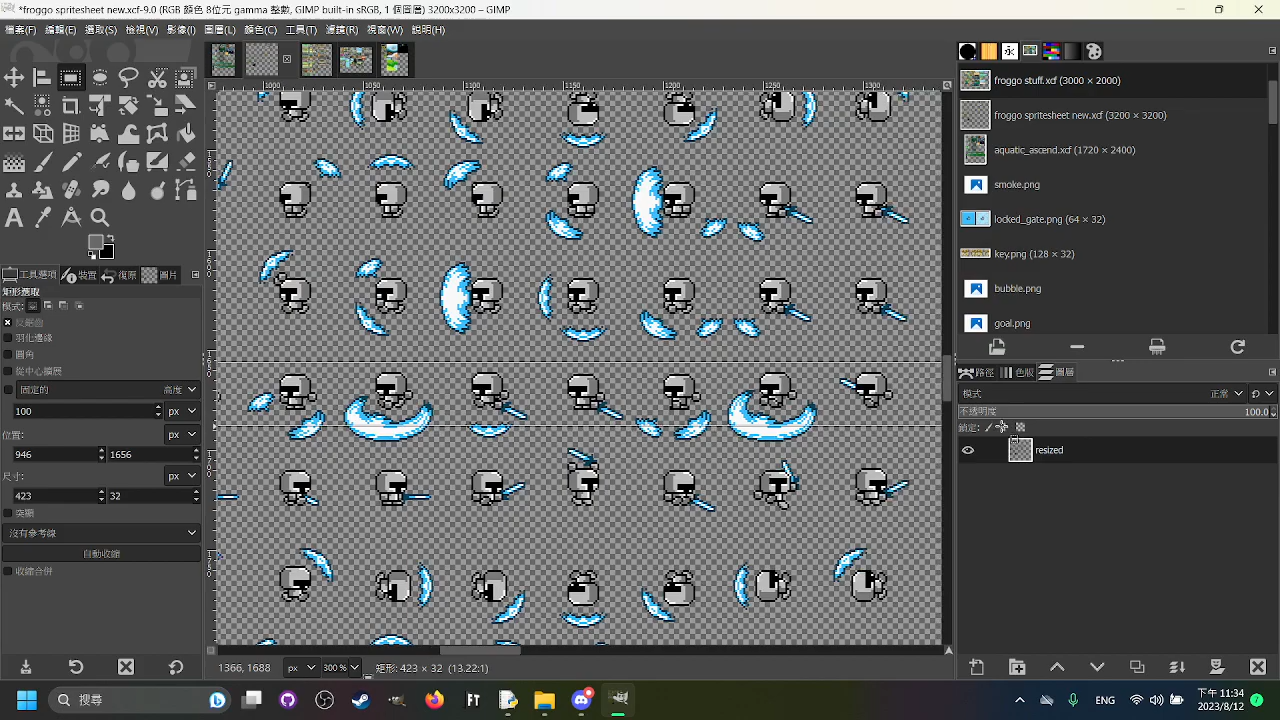 *froggo spritesheet new.xcf-9.0 (RGB 顏色 8位元 gamma 整數, GIMP built-in sRGB, 1 個圖層) 3200x3200 – GIMP
檔案(F) 編輯(E) 選取(S) 檢視(V) 影像(I) 圖層(L) 顏色(C) 工具(T) 濾鏡(R) 視窗(W) 說明(H)
1000 1050 1100 1150 1200 1250 1300
froggo stuff.xcf (3000 × 2000)
froggo spritesheet new.xcf (3200 × 3200)
aquatic_ascend.xcf (1720 × 2400)
smoke.png
locked_gate.png (64 × 32)
key.png (128 × 32)
bubble.png
goal.png
工具選項 裝置 復原 圖片
矩形選取
模式:
反鋸齒
羽化邊緣
圓角
從中心擴展
固定的 高度
100 px
位置: px
946 1656
尺寸: px
423 32
突顯
沒有參考線
自動收縮
收縮合併
路徑 色版 圖層
模式 正常
不透明度 100.0
鎖定:
resized
1366, 1688 px 300 % 矩形: 423 × 32 (13.22:1)
搜尋
FT
ENG
下午 11:34
2023/8/12
7